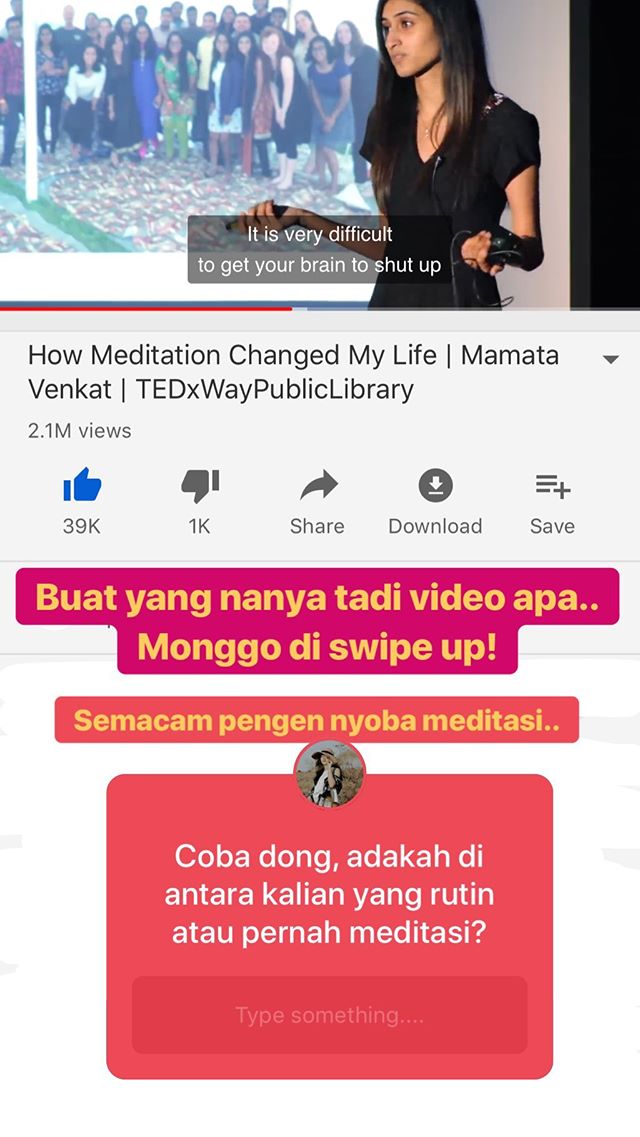 It is very difficult
to get your brain to shut up
How Meditation Changed My Life | Mamata
Venkat | TEDxWayPublicLibrary
2.1M views
39K
1K
Share
Download
Save
Buat yang nanya tadi video apa..
Monggo di swipe up!
Semacam pengen nyoba meditasi..
Coba dong, adakah di
antara kalian yang rutin
atau pernah meditasi?
Type something....